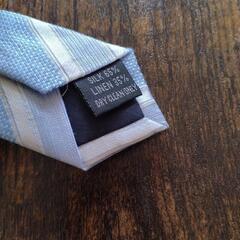 SILK 65%
LINEN 35%
DRY CLEAN ONLY